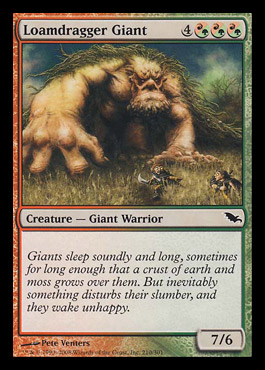 Loamdragger Giant 4
Creature — Giant Warrior
Giants sleep soundly and long, sometimes
for long enough that a crust of earth and
moss grows over them. But inevitably
something disturbs their slumber, and
they wake unhappy.
Pete Venters
7/6